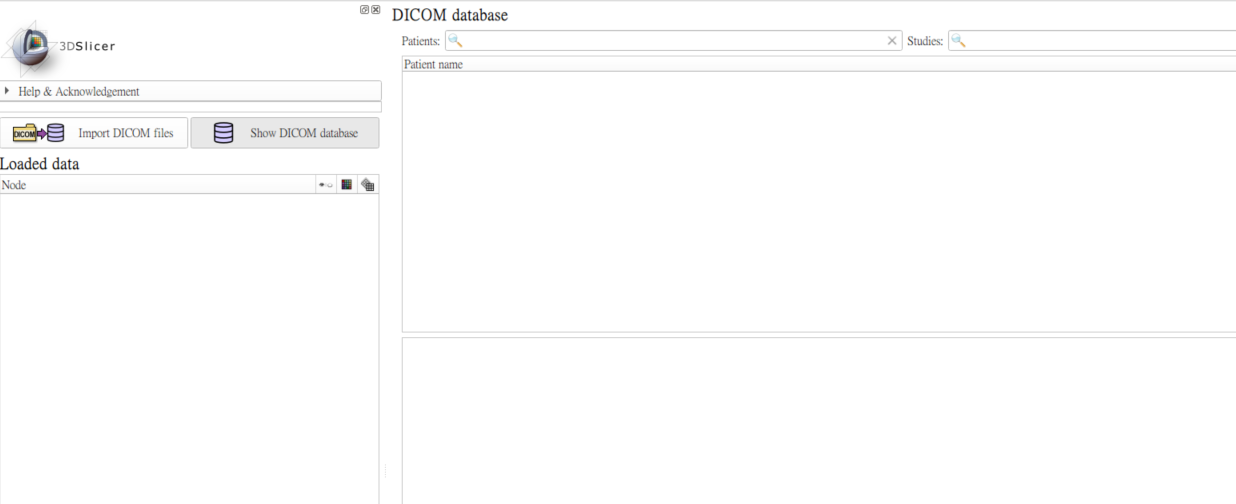 DICOM database
3DSlicer
Patients: Studies:
Patient name
Help & Acknowledgement
DICOM Import DICOM files Show DICOM database
Loaded data
Node